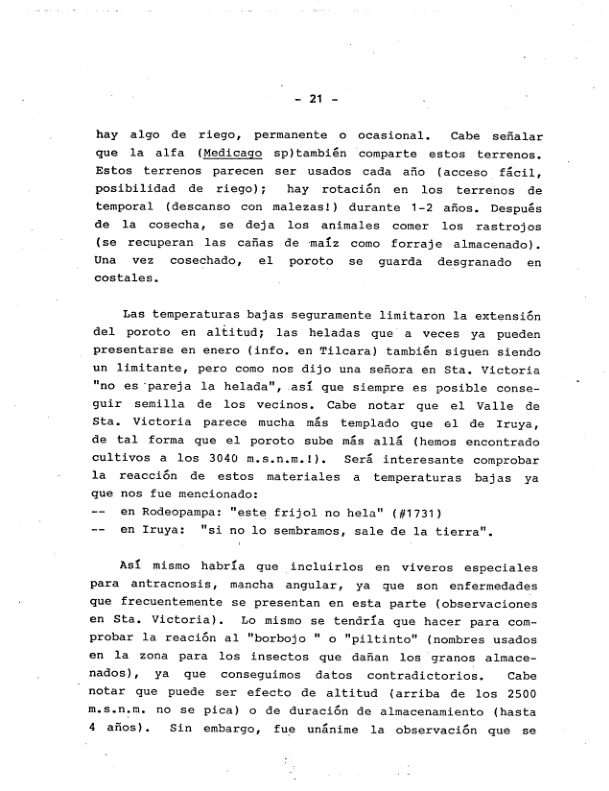 - 21 -
hay algo de riego, permanente o ocasional. Cabe señalar
que la alfa (Medicago sp)también comparte estos terrenos.
Estos terrenos parecen ser usados cada año (acceso fácil,
posibilidad de riego); hay rotación en los terrenos de
temporal (descanso con malezas!) durante 1-2 años. Después
de la cosecha, se deja los animales comer los rastrojos
(se recuperan las cañas de maíz como forraje almacenado).
Una vez cosechado, el poroto se guarda desgranado en
costales.
Las temperaturas bajas seguramente limitaron la extensión
del poroto en altitud; las heladas que a veces ya pueden
presentarse en enero (info. en Tilcara) también siguen siendo
un limitante, pero como nos dijo una señora en Sta. Victoria
"no es pareja la helada", así que siempre es posible conse-
guir semilla de los vecinos. Cabe notar que el Valle de
Sta. Victoria parece mucha más templado que el de Iruya,
de tal forma que el poroto sube más allá (hemos encontrado
cultivos a los 3040 m.s.n.m.!). Será interesante comprobar
la reacción de estos materiales a temperaturas bajas ya
que nos fue mencionado:
-- en Rodeopampa: "este frijol no hela" (#1731)
-- en Iruya: "si no lo sembramos, sale de la tierra".
Así mismo habría que incluirlos en viveros especiales
para antracnosis, mancha angular, ya que son enfermedades
que frecuentemente se presentan en esta parte (observaciones
en Sta. Victoria). Lo mismo se tendría que hacer para com-
probar la reación al "borbojo " o "piltinto" (nombres usados
en la zona para los insectos que dañan los granos almace-
nados), ya que conseguimos datos contradictorios. Cabe
notar que puede ser efecto de altitud (arriba de los 2500
m.s.n.m. no se pica) o de duración de almacenamiento (hasta
4 años). Sin embargo, fue unánime la observación que se